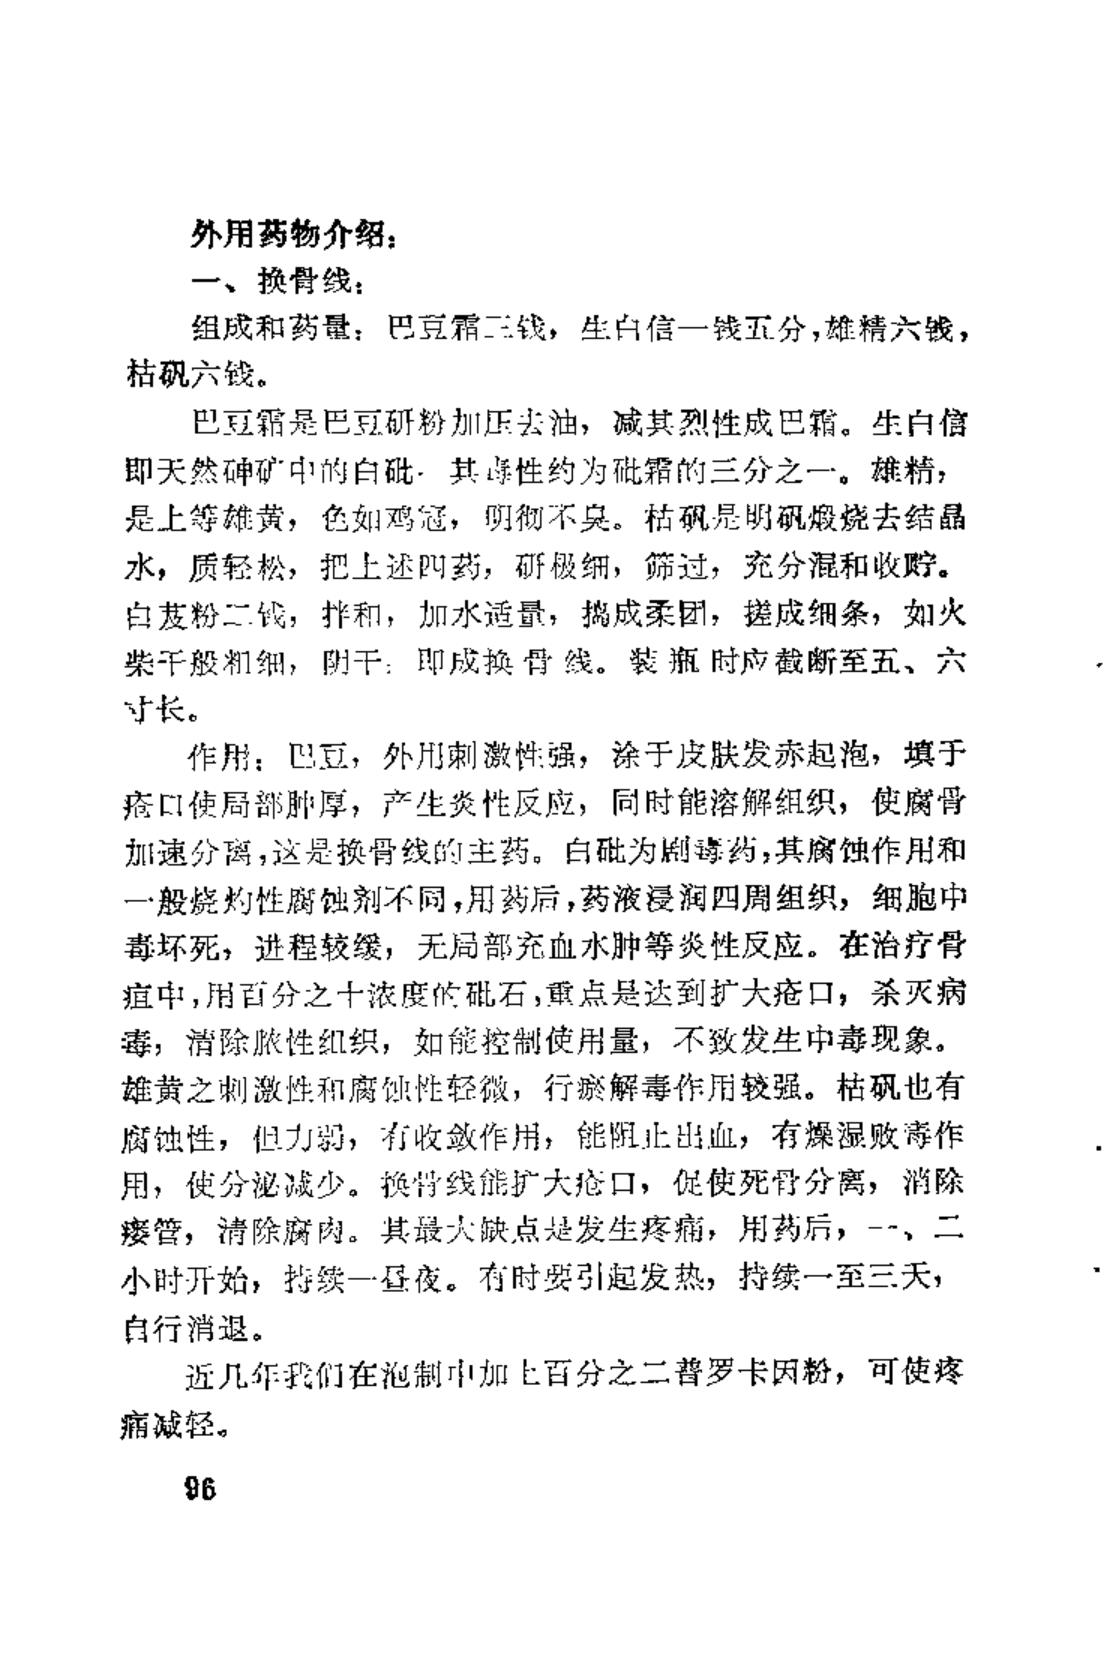 外用药物介绍：
一、换骨线：
组成和药量：巴豆霜三钱，生白信一钱五分，雄精六钱，
枯矾六钱。
巴豆霜是巴豆研粉加压去油，减其烈性成巴霜。生白信
即天然砷矿中的白砒。其毒性约为砒霜的三分之一。雄精，
是上等雄黄，色如鸡冠，明彻不臭。枯矾是明矾煅烧去结晶
水，质轻松，把上述四药，研极细，筛过，充分混和收贮。
白芨粉二钱，拌和，加水适量，捣成柔团，搓成细条，如火
柴干般粗细，阴干；即成换骨线。装瓶时应截断至五、六
寸长。
作用：巴豆，外用刺激性强，涂于皮肤发赤起泡，填于
疮口使局部肿厚，产生炎性反应，同时能溶解组织，使腐骨
加速分离，这是换骨线的主药。白砒为剧毒药，其腐蚀作用和
一般烧灼性腐蚀剂不同，用药后，药液浸润四周组织，细胞中
毒坏死，进程较缓，无局部充血水肿等炎性反应。在治疗骨
疽中，用百分之十浓度的砒石，重点是达到扩大疮口，杀灭病
毒，清除脓性组织，如能控制使用量，不致发生中毒现象。
雄黄之刺激性和腐蚀性轻微，行瘀解毒作用较强。枯矾也有
腐蚀性，但力弱，有收敛作用，能阻止出血，有燥湿败毒作
用，使分泌减少。换骨线能扩大疮口，促使死骨分离，消除
瘘管，清除腐肉。其最大缺点是发生疼痛，用药后，一、二
小时开始，持续一昼夜。有时要引起发热，持续一至三天，
自行消退。
近几年我们在泡制中加上百分之二普罗卡因粉，可使疼
痛减轻。
96